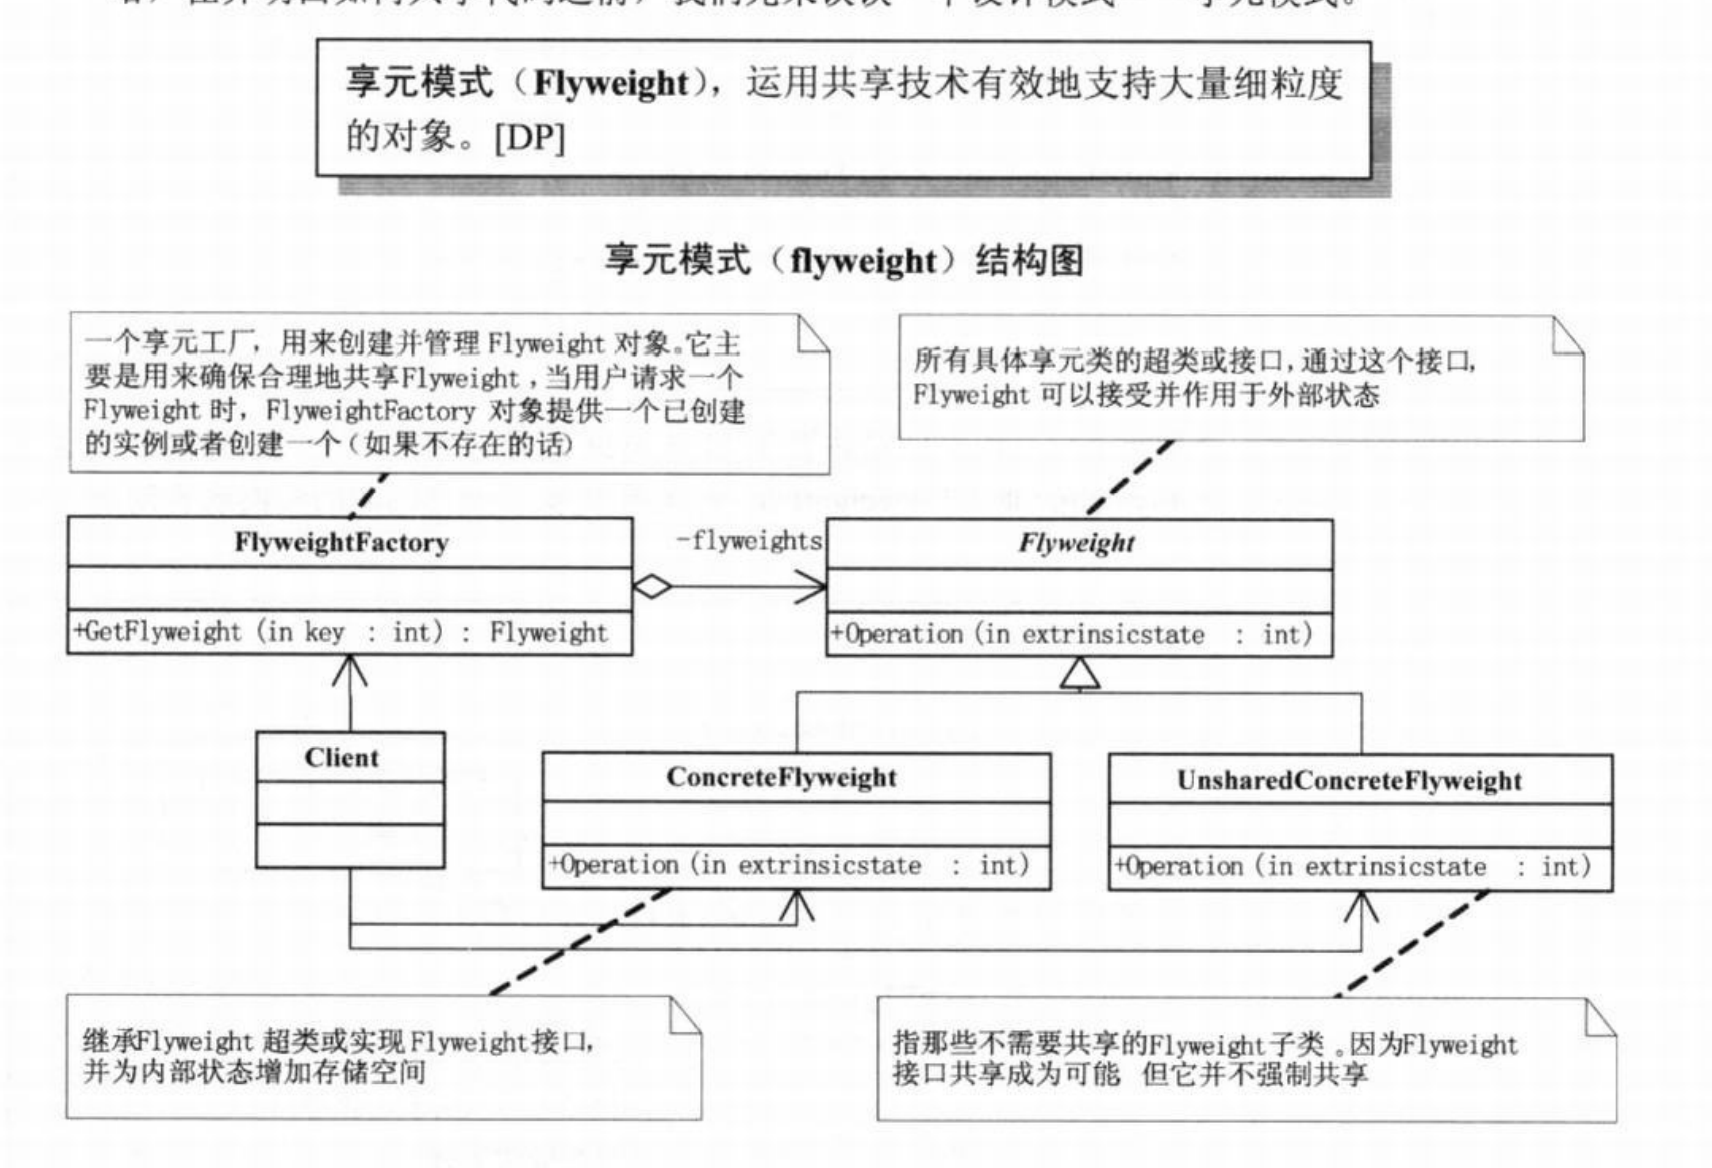 享元模式（Flyweight），运用共享技术有效地支持大量细粒度
的对象。[DP]
享元模式（flyweight）结构图
一个享元工厂，用来创建并管理 Flyweight 对象。它主
要是用来确保合理地共享Flyweight，当用户请求一个
Flyweight 时，FlyweightFactory 对象提供一个已创建
的实例或者创建一个（如果不存在的话）
所有具体享元类的超类或接口，通过这个接口，
Flyweight 可以接受并作用于外部状态
FlyweightFactory
-flyweights
Flyweight
+GetFlyweight (in key : int) : Flyweight
+Operation (in extrinsicstate : int)
Client
ConcreteFlyweight
UnsharedConcreteFlyweight
+Operation (in extrinsicstate : int)
+Operation (in extrinsicstate : int)
继承Flyweight 超类或实现 Flyweight接口，
并为内部状态增加存储空间
指那些不需要共享的Flyweight子类。因为Flyweight
接口共享成为可能 但它并不强制共享